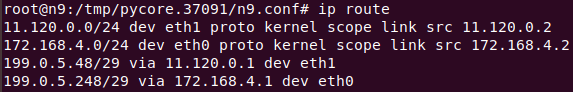 root@n9:/tmp/pycore.37091/n9.conf# ip route
11.120.0.0/24 dev eth1 proto kernel scope link src 11.120.0.2
172.168.4.0/24 dev eth0 proto kernel scope link src 172.168.4.2
199.0.5.48/29 via 11.120.0.1 dev eth1
199.0.5.248/29 via 172.168.4.1 dev eth0